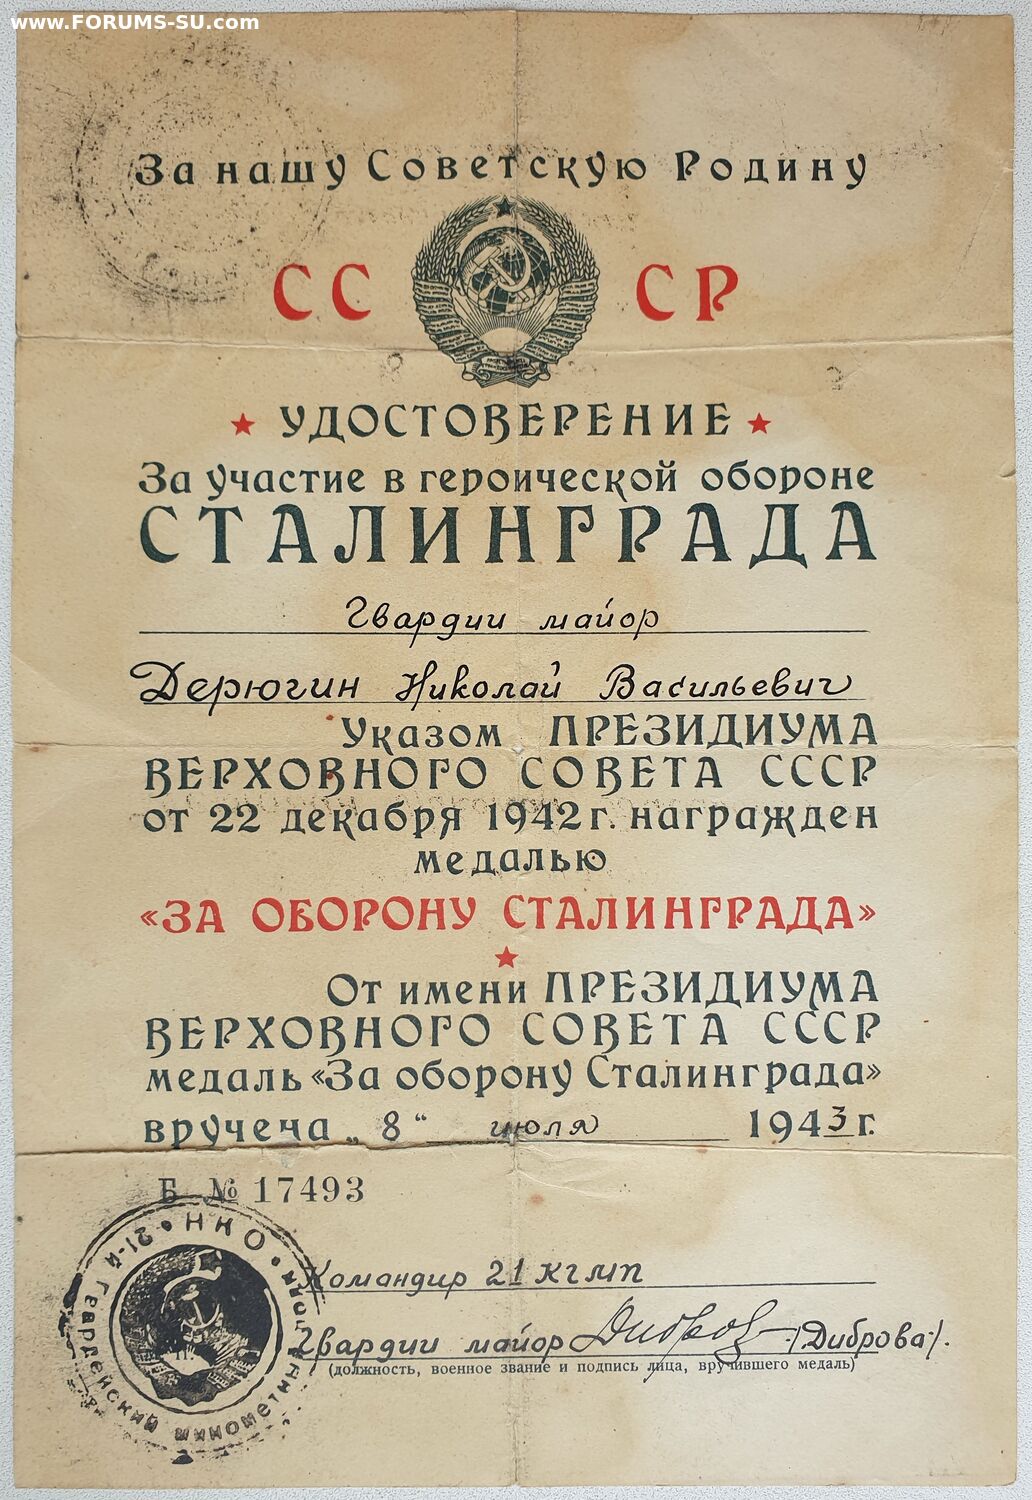 www.FORUMS-SU.com
За нашу Советскую Родину
СС СР
УДОСТОВЕРЕНИЕ
За участие в героической обороне
СТАЛИНГРАДА
Гвардии майор
Дерюгин Николай Васильевич
Указом ПРЕЗИДИУМА
ВЕРХОВНОГО СОВЕТА СССР
от 22 декабря 1942 г. награжден
медалью
«ЗА ОБОРОНУ СТАЛИНГРАДА»
От имени ПРЕЗИДИУМА
ВЕРХОВНОГО СОВЕТА СССР
медаль «За оборону Сталинграда»
вручена „8“ июля 1943 г.
Б № 17493
Командир 21 КГМП
Гвардии майор (Диброва).
(должность, военное звание и подпись лица, вручившего медаль)
НКО • 21-й Гвардейский миномётный полк •